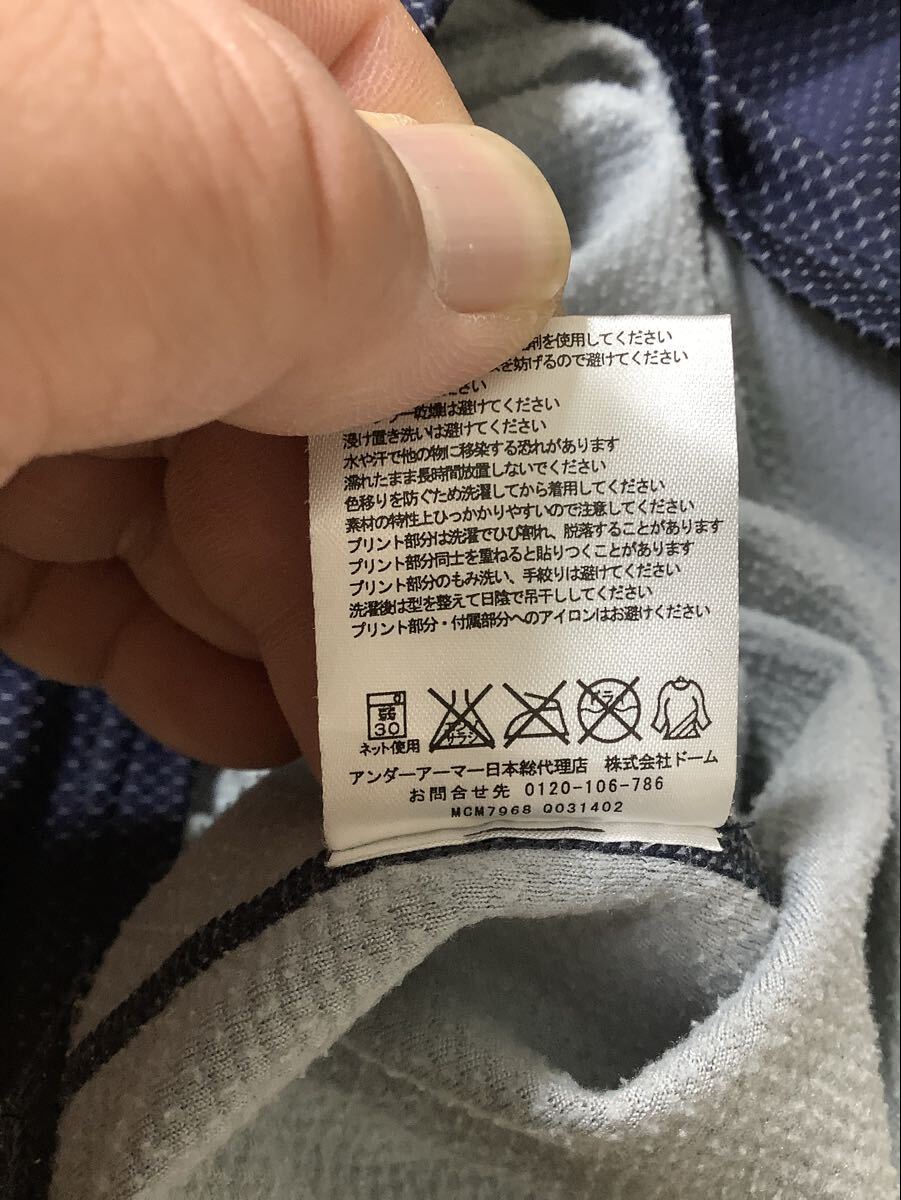 剤を使用してください
を妨げるので避けてください
ださい
ー乾燥は避けてください
浸け置き洗いは避けてください
水や汗で他の物に移染する恐れがあります
濡れたまま長時間放置しないでください
色移りを防ぐため洗濯してから着用してください
素材の特性上ひっかかりやすいので注意してください
プリント部分は洗濯でひび割れ、脱落することがあります
プリント部分同士を重ねると貼りつくことがあります
プリント部分のもみ洗い、手絞りは避けてください
洗濯後は型を整えて日陰で吊干ししてください
プリント部分・付属部分へのアイロンはお避けください
弱 エンソ ドライ
30 サラシ
ネット使用
アンダーアーマー日本総代理店 株式会社ドーム
お問合せ先 0120-106-786
MCM7968 Q031402